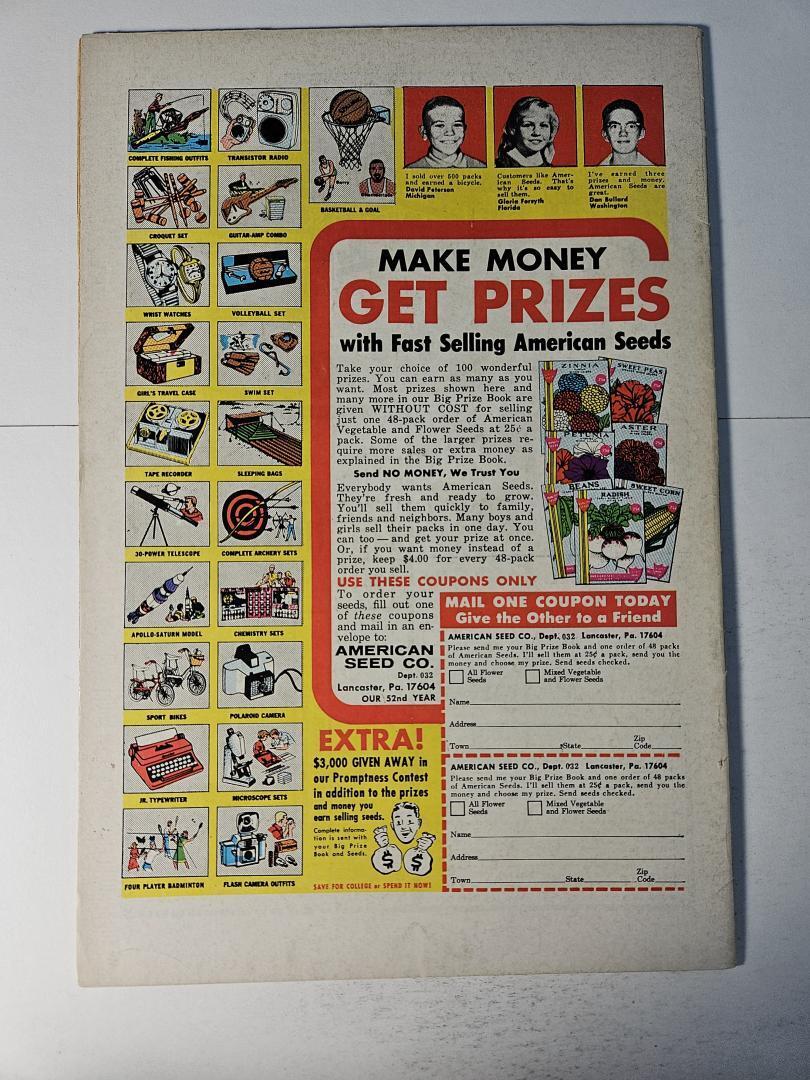 COMPLETE FISHING OUTFITS
TRANSISTOR RADIO
CROQUET SET
GUITAR-AMP COMBO
BASKETBALL & GOAL
WRIST WATCHES
VOLLEYBALL SET
GIRL'S TRAVEL CASE
SWIM SET
TAPE RECORDER
SLEEPING BAGS
30-POWER TELESCOPE
COMPLETE ARCHERY SETS
APOLLO-SATURN MODEL
CHEMISTRY SETS
SPORT BIKES
POLAROID CAMERA
JR. TYPEWRITER
MICROSCOPE SETS
FOUR PLAYER BADMINTON
FLASH CAMERA OUTFITS
I sold over 500 packs
and earned a bicycle.
David Peterson
Michigan
Customers like Amer-
ican Seeds. That's
why it's so easy to
sell them.
Gloria Forsyth
Florida
I've earned three
prizes and money.
American Seeds are
great.
Dan Bullard
Washington
MAKE MONEY
GET PRIZES
with Fast Selling American Seeds
Take your choice of 100 wonderful
prizes. You can earn as many as you
want. Most prizes shown here and
many more in our Big Prize Book are
given WITHOUT COST for selling
just one 48-pack order of American
Vegetable and Flower Seeds at 25¢ a
pack. Some of the larger prizes re-
quire more sales or extra money as
explained in the Big Prize Book.
Send NO MONEY, We Trust You
Everybody wants American Seeds.
They're fresh and ready to grow.
You'll sell them quickly to family,
friends and neighbors. Many boys and
girls sell their packs in one day. You
can too — and get your prize at once.
Or, if you want money instead of a
prize, keep $4.00 for every 48-pack
order you sell.
USE THESE COUPONS ONLY
To order your
seeds, fill out one
of these coupons
and mail in an en-
velope to:
AMERICAN
SEED CO.
Dept. 032
Lancaster, Pa. 17604
OUR 52nd YEAR
ZINNIA
SWEET PEAS
PETUNIA
ASTER
BEANS
RADISH
SWEET CORN
MAIL ONE COUPON TODAY
Give the Other to a Friend
AMERICAN SEED CO., Dept. 032 Lancaster, Pa. 17604
Please send me your Big Prize Book and one order of 48 packs
of American Seeds. I'll sell them at 25¢ a pack, send you the
money and choose my prize. Send seeds checked.
All Flower
Seeds
Mixed Vegetable
and Flower Seeds
Name
Address
Town State Zip Code
AMERICAN SEED CO., Dept. 032 Lancaster, Pa. 17604
Please send me your Big Prize Book and one order of 48 packs
of American Seeds. I'll sell them at 25¢ a pack, send you the
money and choose my prize. Send seeds checked.
All Flower
Seeds
Mixed Vegetable
and Flower Seeds
Name
Address
Town State Zip Code
EXTRA!
$3,000 GIVEN AWAY in
our Promptness Contest
in addition to the prizes
and money you
earn selling seeds.
Complete informa-
tion is sent with
your Big Prize
Book and Seeds.
$ $
SAVE FOR COLLEGE or SPEND IT NOW!